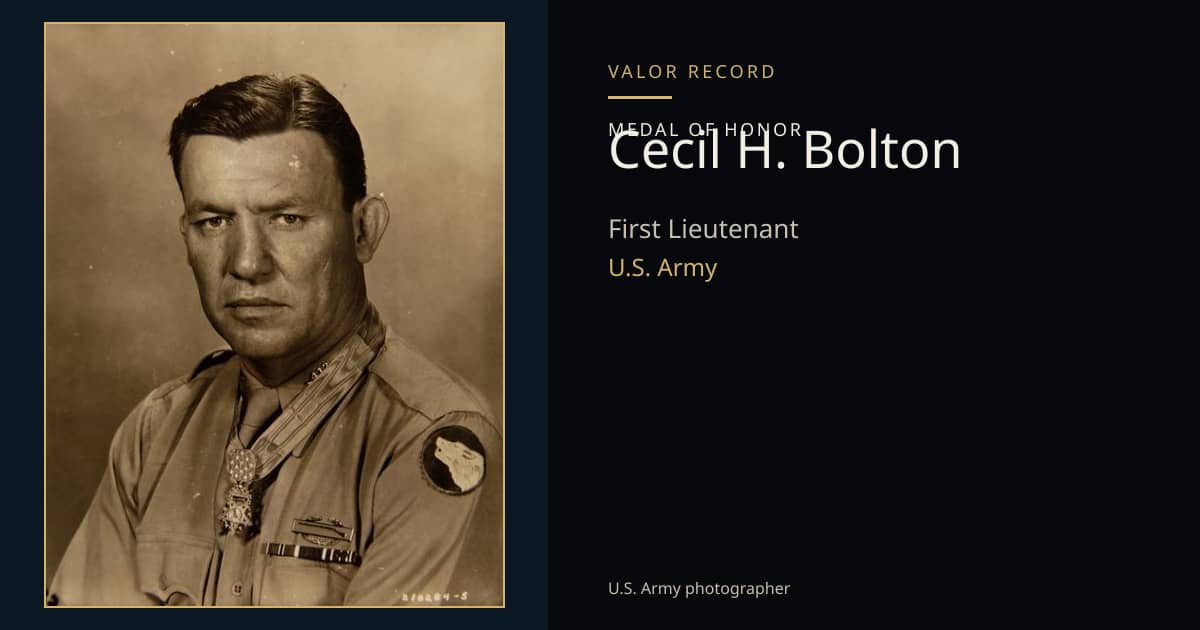 VALOR RECORD
MEDAL OF HONOR
Cecil H. Bolton
First Lieutenant
U.S. Army
U.S. Army photographer